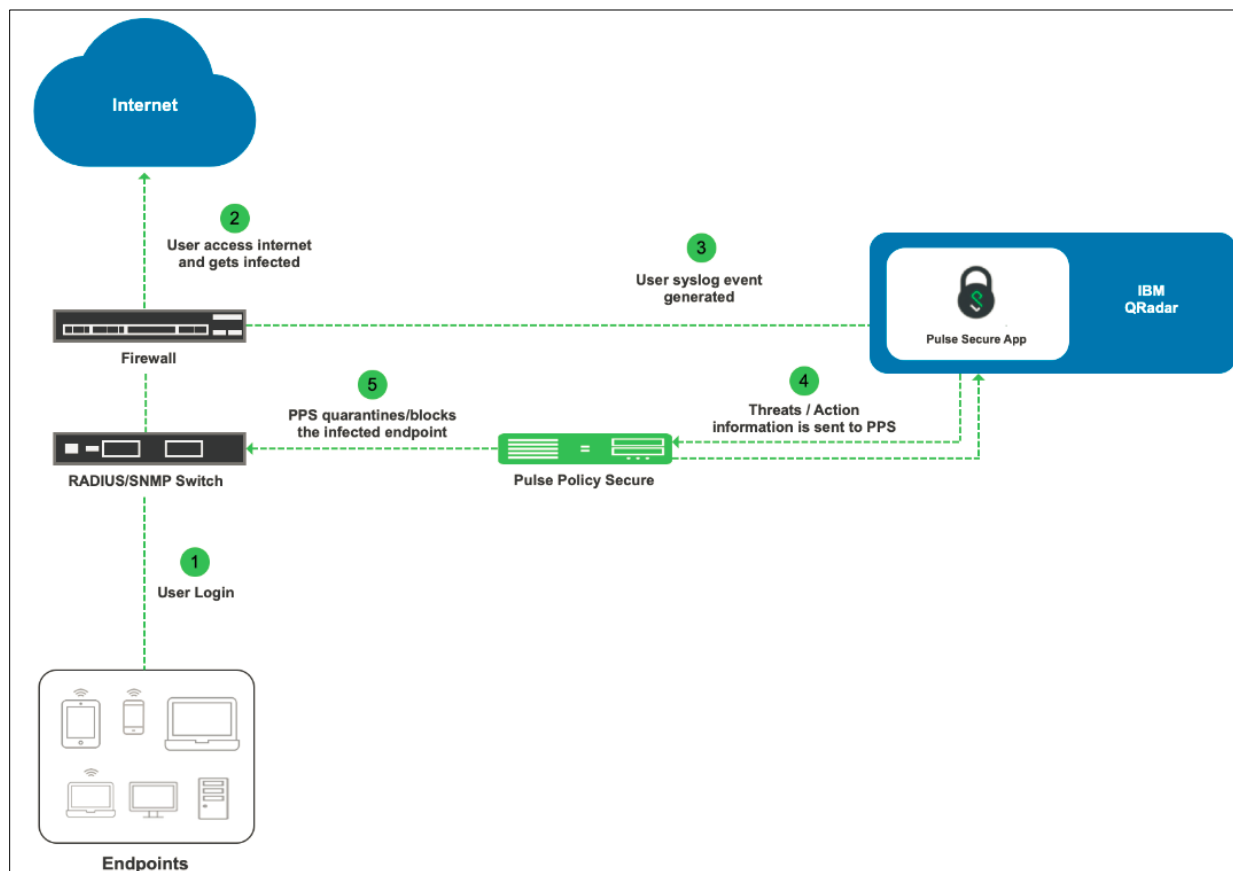 Internet
2
User access internet
and gets infected
3
User syslog event
generated
IBM
QRadar
Pulse Secure App
Firewall
5
PPS quarantines/blocks
the infected endpoint
4
Threats / Action
information is sent to PPS
RADIUS/SNMP Switch
Pulse Policy Secure
1
User Login
Endpoints